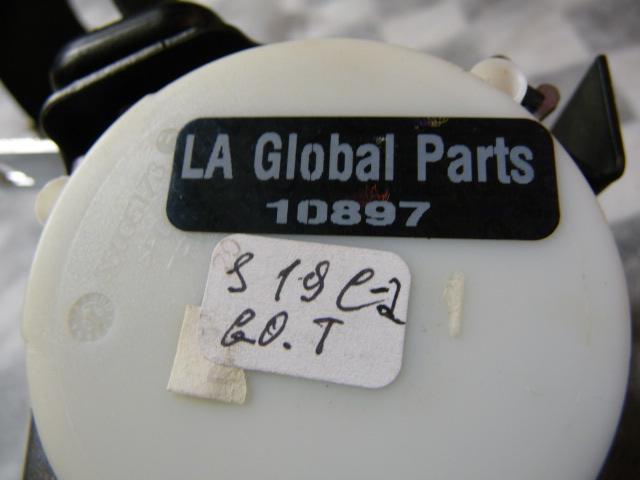 LA Global Parts
10897
S 19 C-2
GO. T